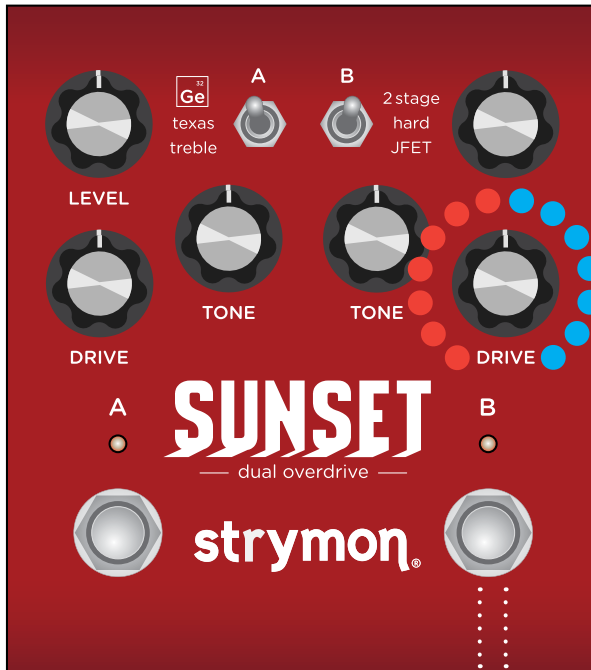 A
B
32
Ge
texas
treble
2 stage
hard
JFET
LEVEL
TONE
TONE
DRIVE
DRIVE
A
B
SUNSET
dual overdrive
strymon®